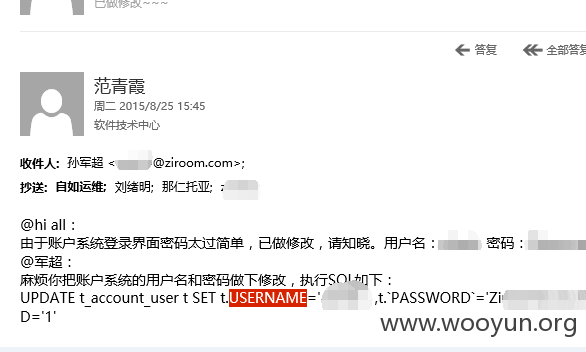 已做修改~~~
答复 全部答复
范青霞
周二 2015/8/25 15:45
软件技术中心
收件人: 孙军超 < @ziroom.com>;
抄送: 自如运维; 刘绪明; 那仁托亚;
@hi all：
由于账户系统登录界面密码太过简单，已做修改，请知晓。用户名： 密码：
@军超：
麻烦你把账户系统的用户名和密码做下修改，执行SQL如下：
UPDATE t_account_user t SET t.USERNAME=' ,t.`PASSWORD`='Zi
D='1'
www.wooyun.org